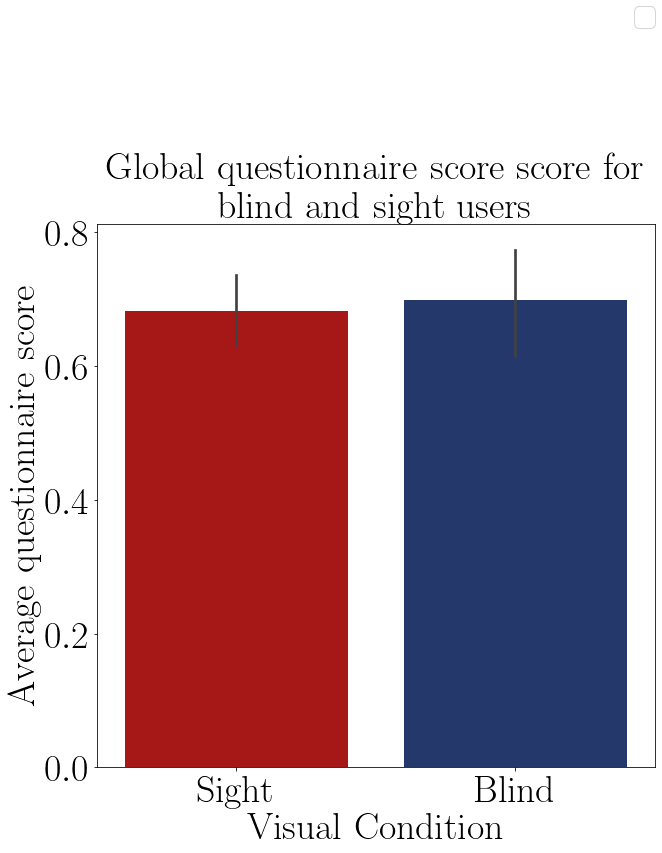 Global questionnaire score score for
blind and sight users
0.8
0.6
0.4
0.2
0.0
Average questionnaire score
Sight Blind
Visual Condition